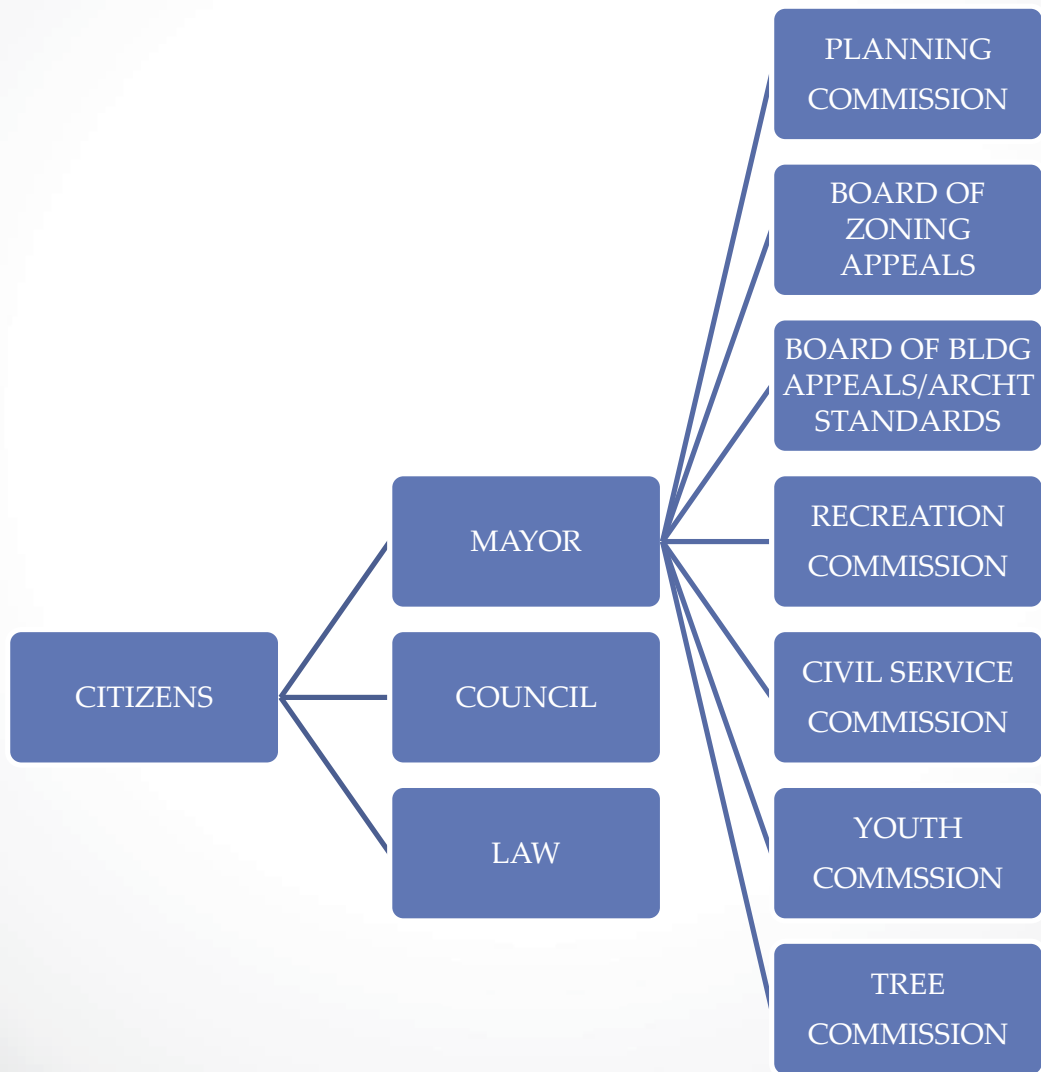 CITIZENS
MAYOR
COUNCIL
LAW
PLANNING
COMMISSION
BOARD OF
ZONING
APPEALS
BOARD OF BLDG
APPEALS/ARCHT
STANDARDS
RECREATION
COMMISSION
CIVIL SERVICE
COMMISSION
YOUTH
COMMSSION
TREE
COMMISSION